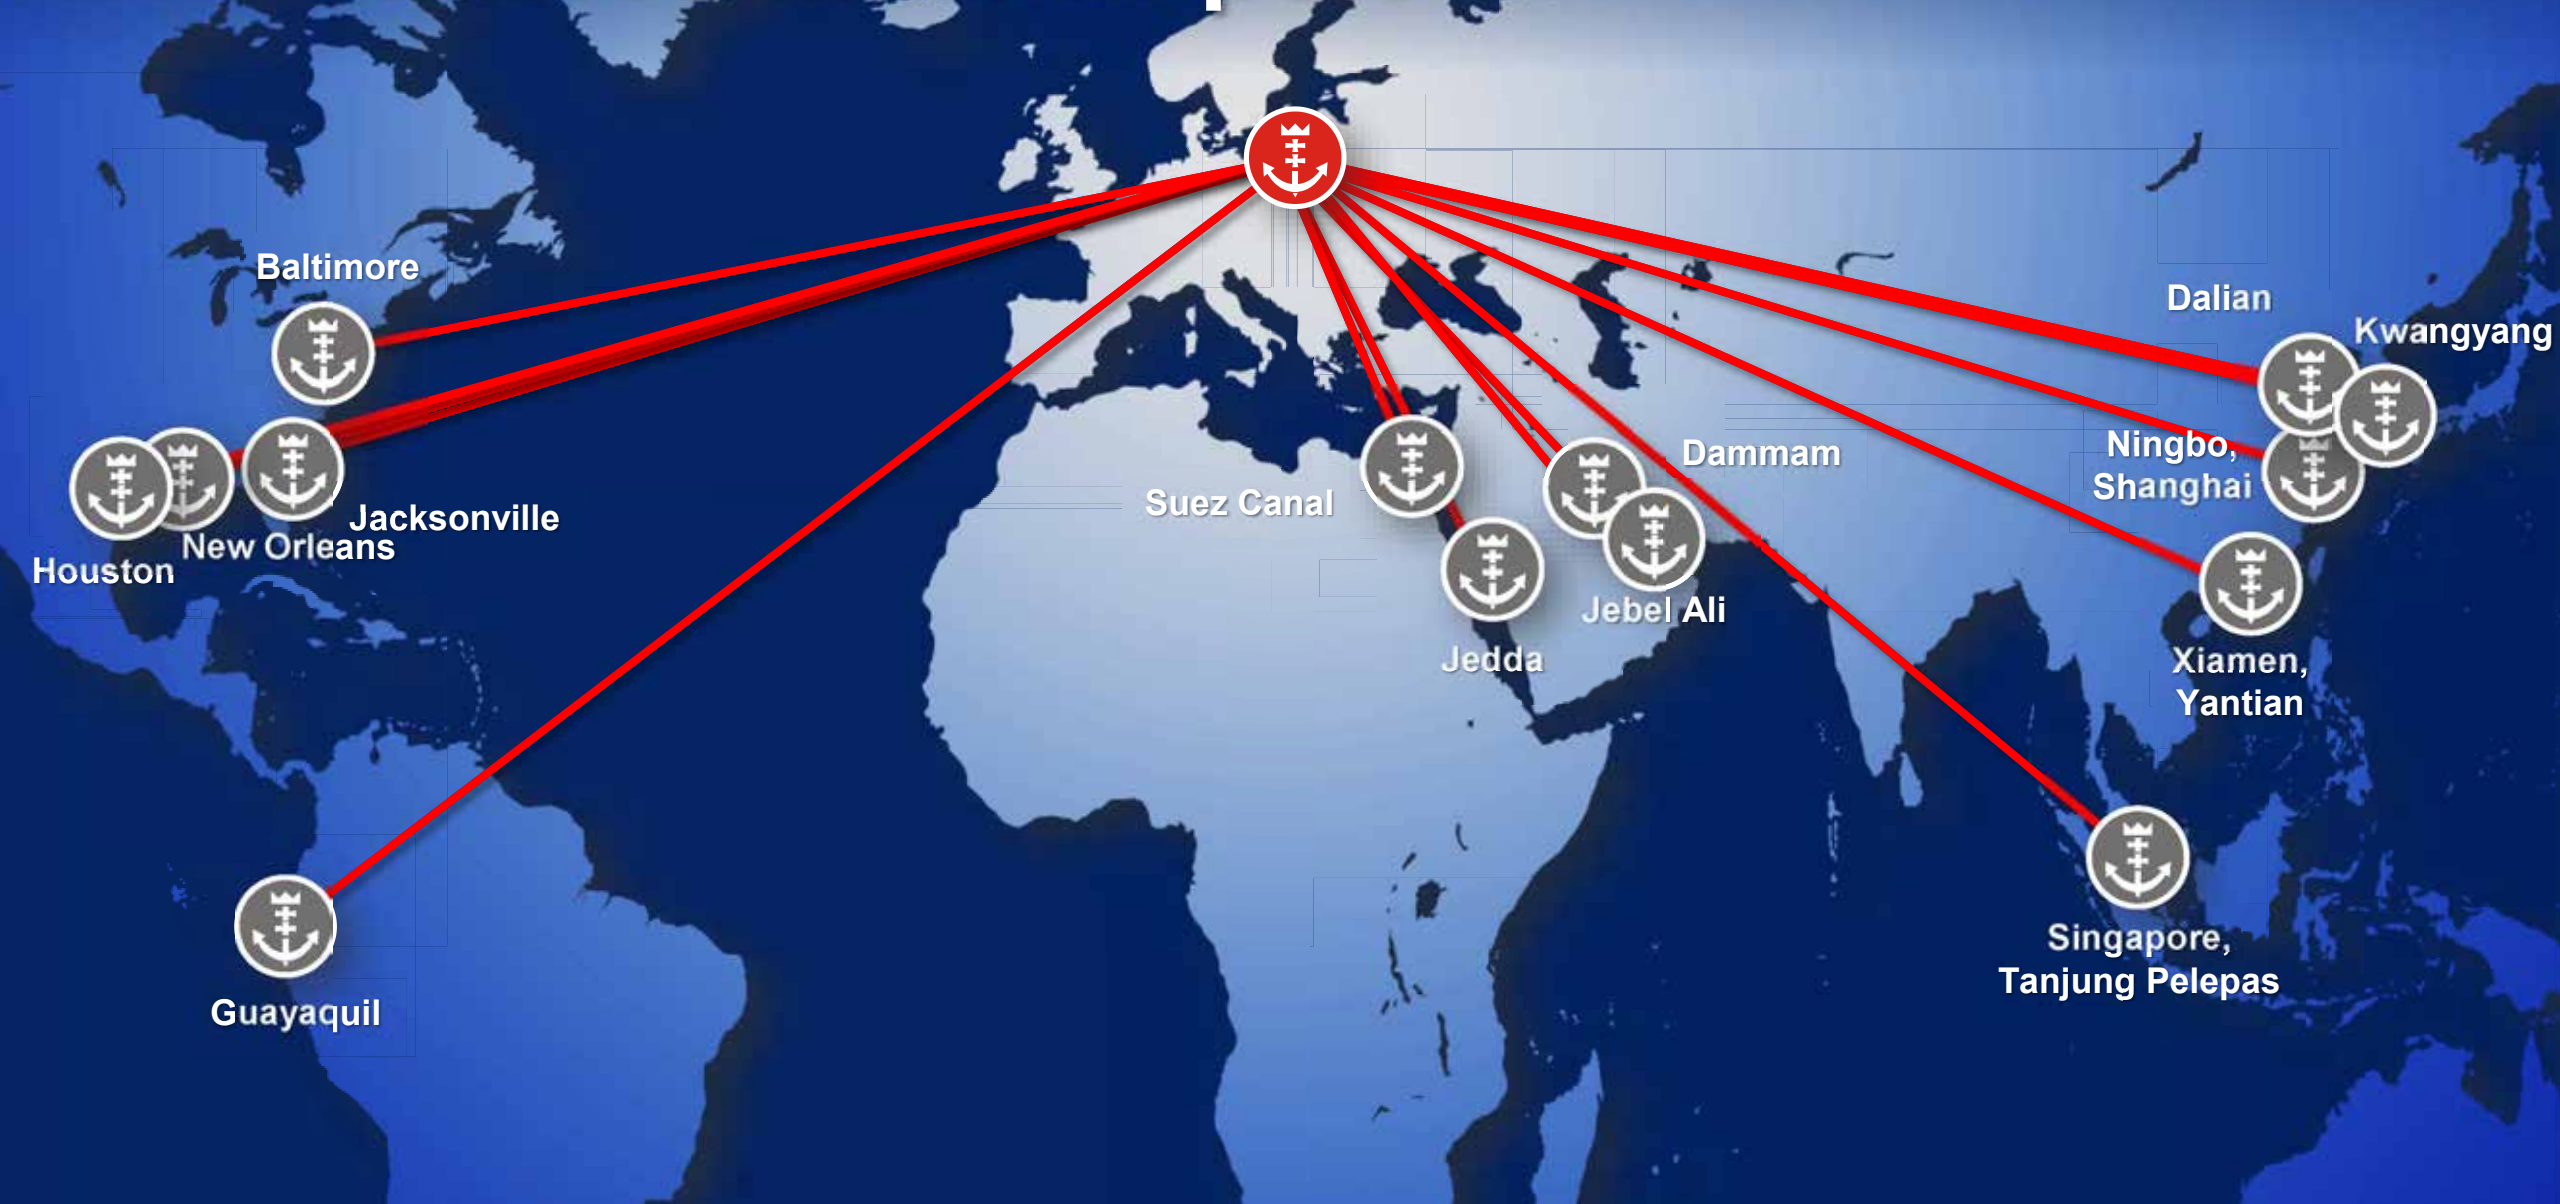 Baltimore
Dalian
Kwangyang
Ningbo,
Shanghai
Dammam
Suez Canal
Jacksonville
New Orleans
Houston
Jebel Ali
Jedda
Xiamen,
Yantian
Singapore,
Tanjung Pelepas
Guayaquil